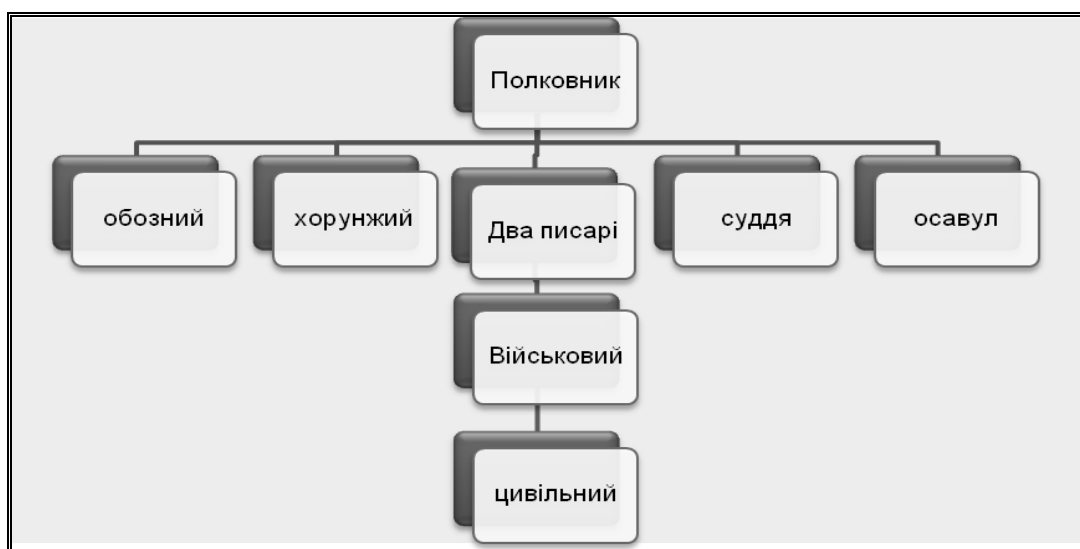 Полковник
обозний
хорунжий
Два писарі
суддя
осавул
Військовий
цивільний